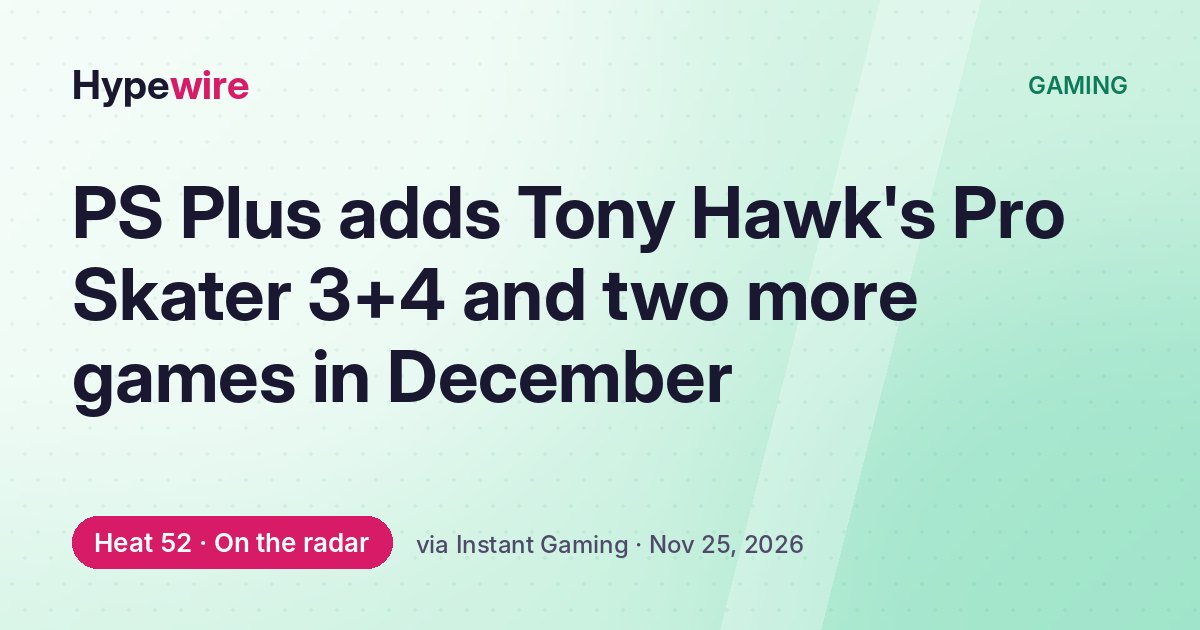 Hypewire
GAMING
PS Plus adds Tony Hawk's Pro
Skater 3+4 and two more
games in December
Heat 52 · On the radar
via Instant Gaming · Nov 25, 2026